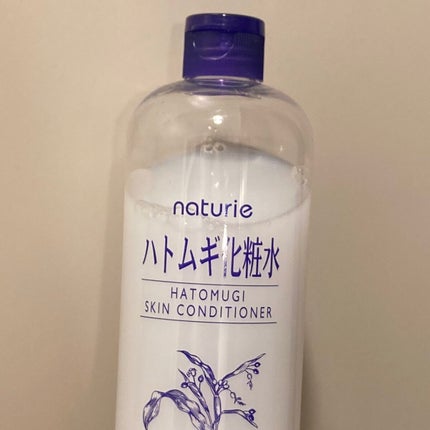 naturie
ハトムギ化粧水
HATOMUGI
SKIN CONDITIONER